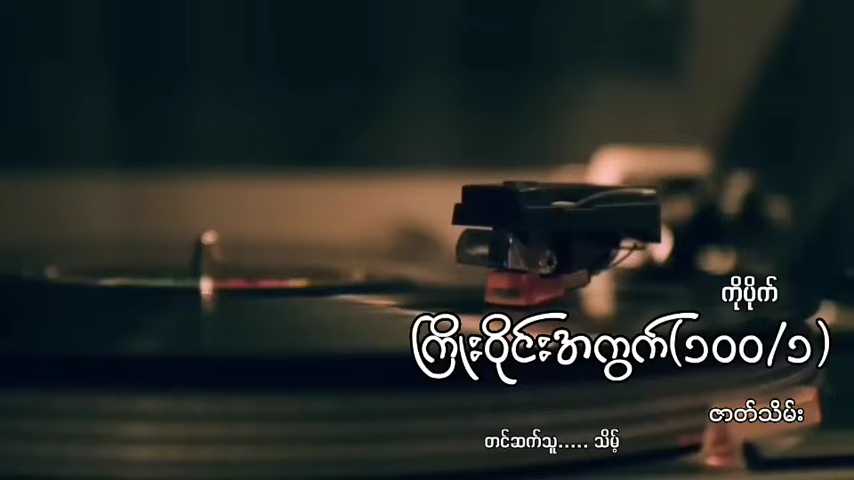 ကိုပိုက်
ကြိုးဝိုင်းအကွက်(၁၀၀/၁)
ဇာတ်သိမ်း
တင်ဆက်သူ..... သိမ့်